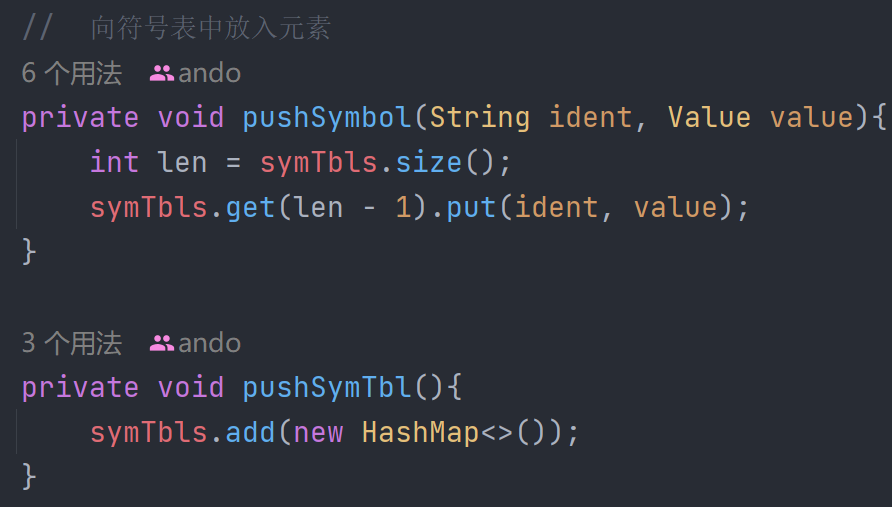 //  向符号表中放入元素
6 个用法 ando
private void pushSymbol(String ident, Value value){
    int len = symTbls.size();
    symTbls.get(len - 1).put(ident, value);
}
3 个用法 ando
private void pushSymTbl(){
    symTbls.add(new HashMap<>());
}